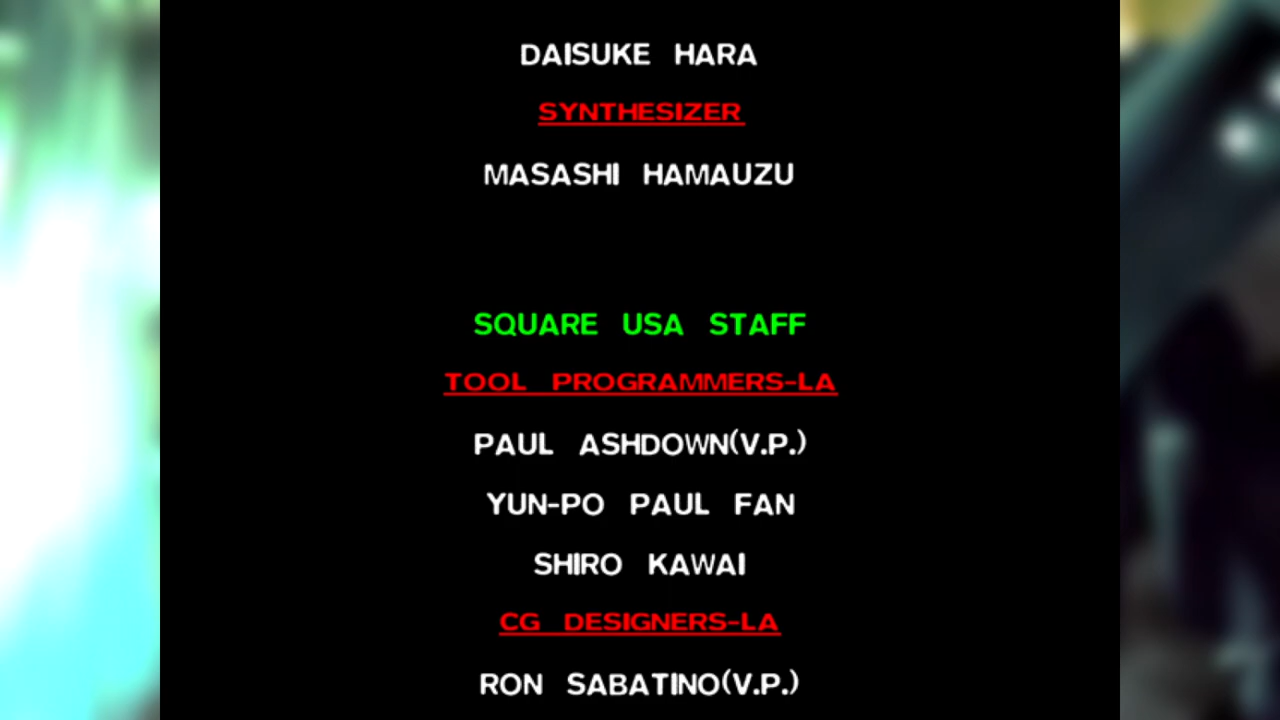 DAISUKE HARA
SYNTHESIZER
MASASHI HAMAUZU
SQUARE USA STAFF
TOOL PROGRAMMERS-LA
PAUL ASHDOWN(V.P.)
YUN-PO PAUL FAN
SHIRO KAWAI
CG DESIGNERS-LA
RON SABATINO(V.P.)